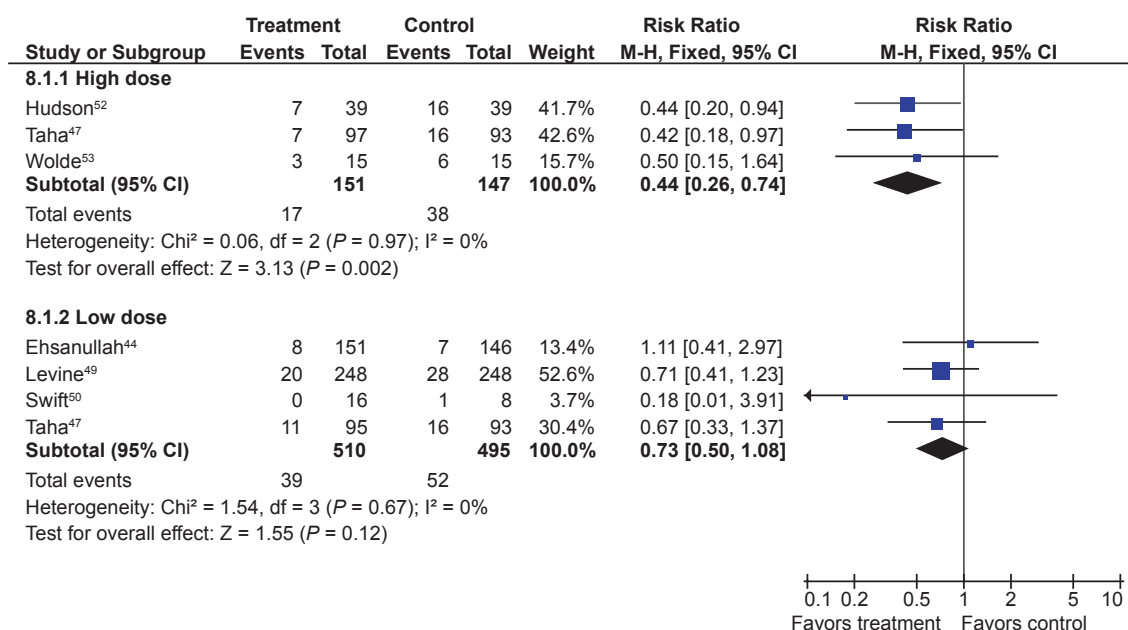 Treatment Control Risk Ratio Risk Ratio
Study or Subgroup Events Total Events Total Weight M-H, Fixed, 95% CI M-H, Fixed, 95% CI
8.1.1 High dose
Hudson⁵² 7 39 16 39 41.7% 0.44 [0.20, 0.94]
Taha⁴⁷ 7 97 16 93 42.6% 0.42 [0.18, 0.97]
Wolde⁵³ 3 15 6 15 15.7% 0.50 [0.15, 1.64]
Subtotal (95% CI) 151 147 100.0% 0.44 [0.26, 0.74]
Total events 17 38
Heterogeneity: Chi² = 0.06, df = 2 (P = 0.97); I² = 0%
Test for overall effect: Z = 3.13 (P = 0.002)
8.1.2 Low dose
Ehsanullah⁴⁴ 8 151 7 146 13.4% 1.11 [0.41, 2.97]
Levine⁴⁹ 20 248 28 248 52.6% 0.71 [0.41, 1.23]
Swift⁵⁰ 0 16 1 8 3.7% 0.18 [0.01, 3.91]
Taha⁴⁷ 11 95 16 93 30.4% 0.67 [0.33, 1.37]
Subtotal (95% CI) 510 495 100.0% 0.73 [0.50, 1.08]
Total events 39 52
Heterogeneity: Chi² = 1.54, df = 3 (P = 0.67); I² = 0%
Test for overall effect: Z = 1.55 (P = 0.12)
0.1 0.2 0.5 1 2 5 10
Favors treatment Favors control